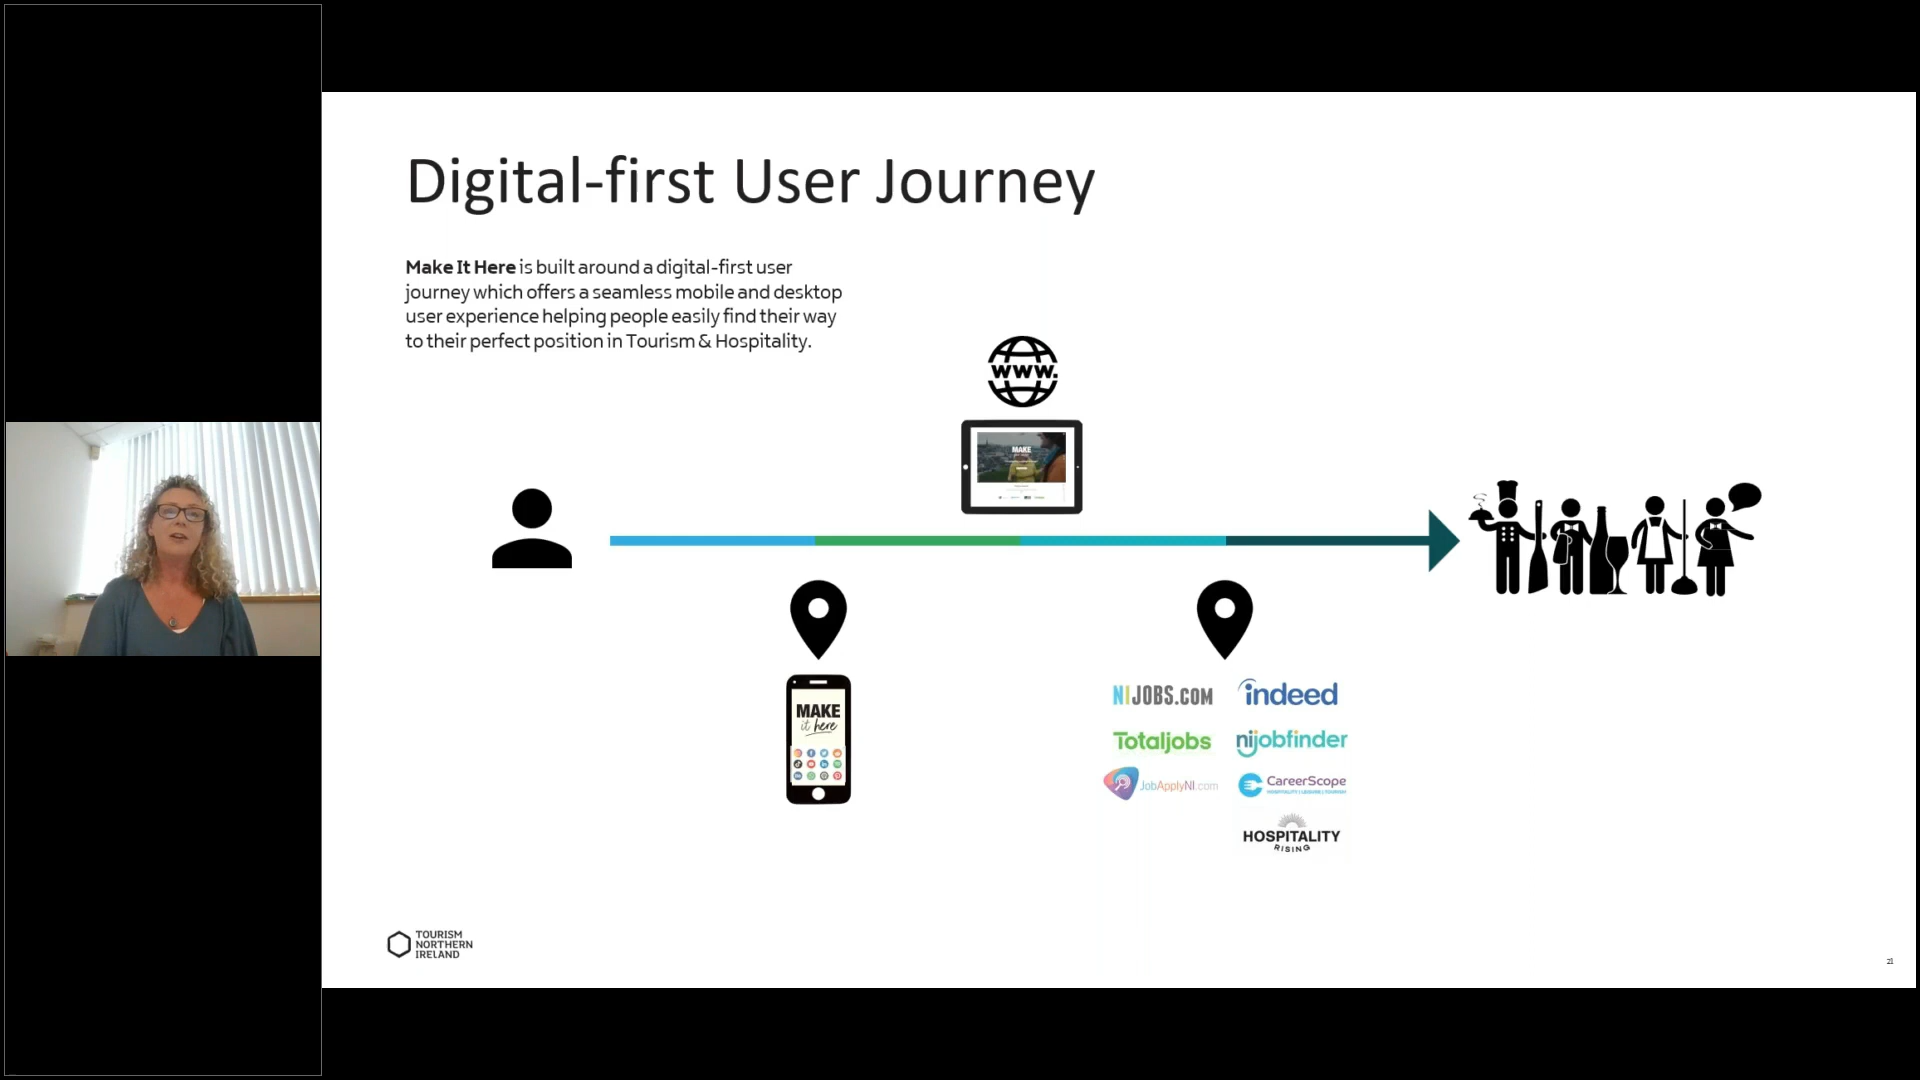 Digital-first User Journey
Make It Here is built around a digital-first user
journey which offers a seamless mobile and desktop
user experience helping people easily find their way
to their perfect position in Tourism & Hospitality.
www.
MAKE
MAKE
it here
NIJOBS.COM
indeed
Totaljobs
nijobfinder
JobApplyNI.com
CareerScope
HOSPITALITY | LEISURE | TOURISM
HOSPITALITY
RISING
TOURISM
NORTHERN
IRELAND
21